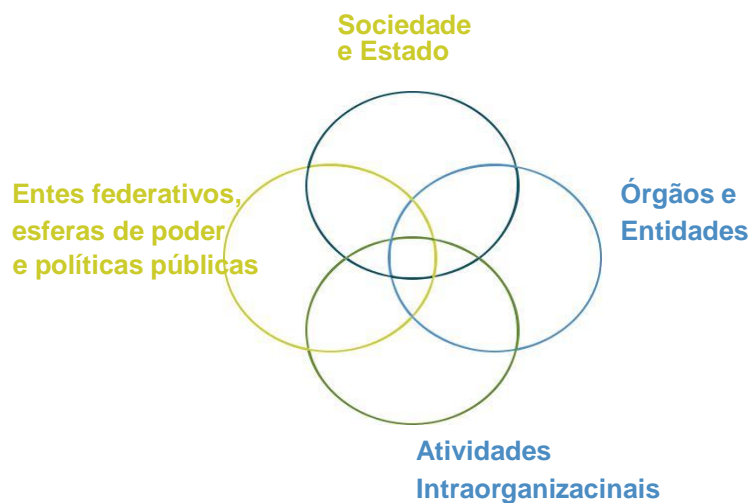 Sociedade
e Estado
Entes federativos,
esferas de poder
e políticas públicas
Órgãos e
Entidades
Atividades
Intraorganizacinais